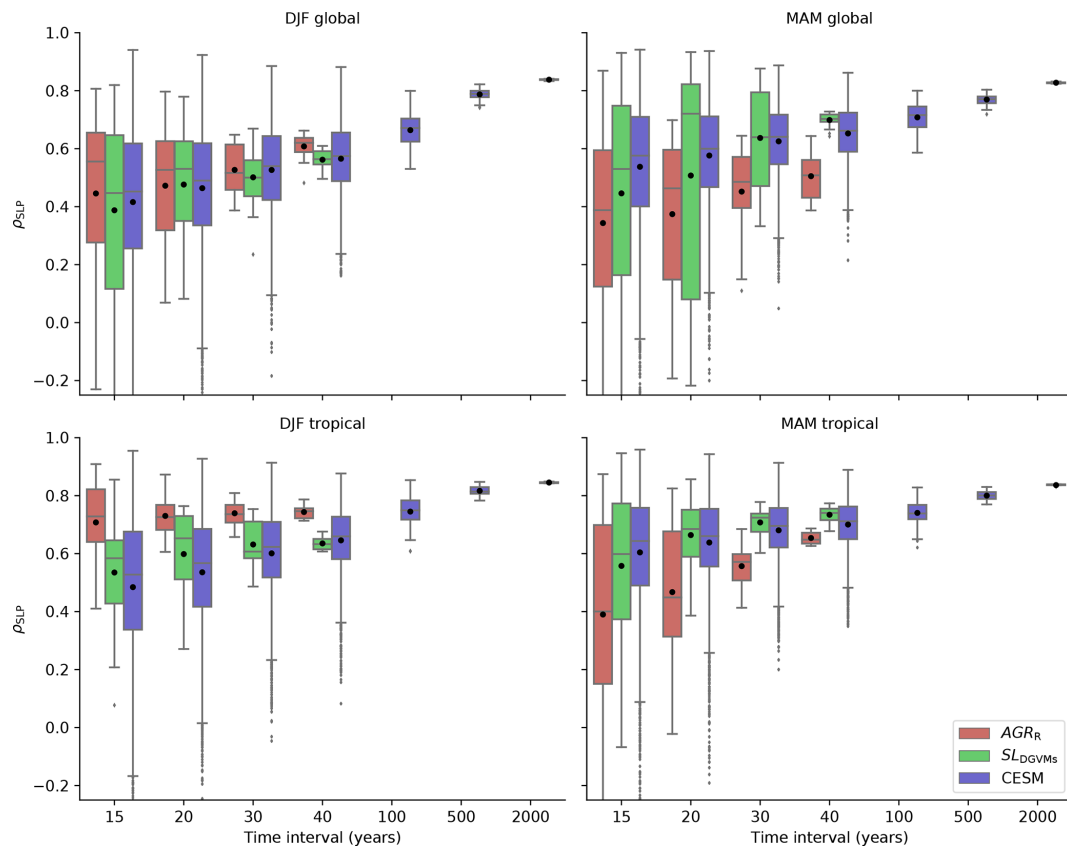 DJF global
MAM global
1.0
0.8
0.6
0.4
0.2
0.0
−0.2
ρSLP
DJF tropical
MAM tropical
1.0
0.8
0.6
0.4
0.2
0.0
−0.2
ρSLP
AGRR
SLDGVMs
CESM
15 20 30 40 100 500 2000
15 20 30 40 100 500 2000
Time interval (years)
Time interval (years)